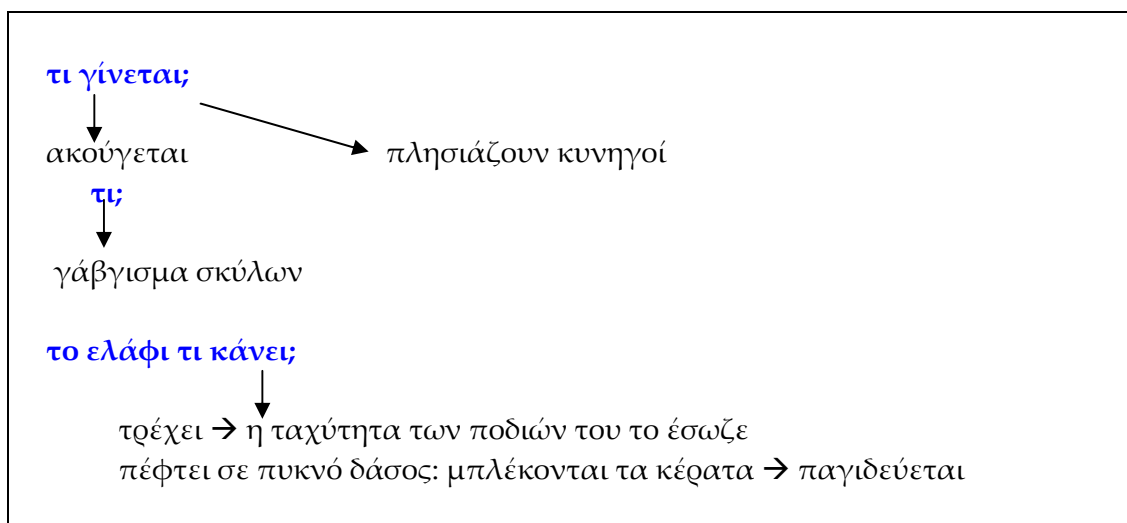 τι γίνεται;
ακούγεται πλησιάζουν κυνηγοί
τι;
γάβγισμα σκύλων
το ελάφι τι κάνει;
τρέχει → η ταχύτητα των ποδιών του το έσωζε
πέφτει σε πυκνό δάσος: μπλέκονται τα κέρατα → παγιδεύεται